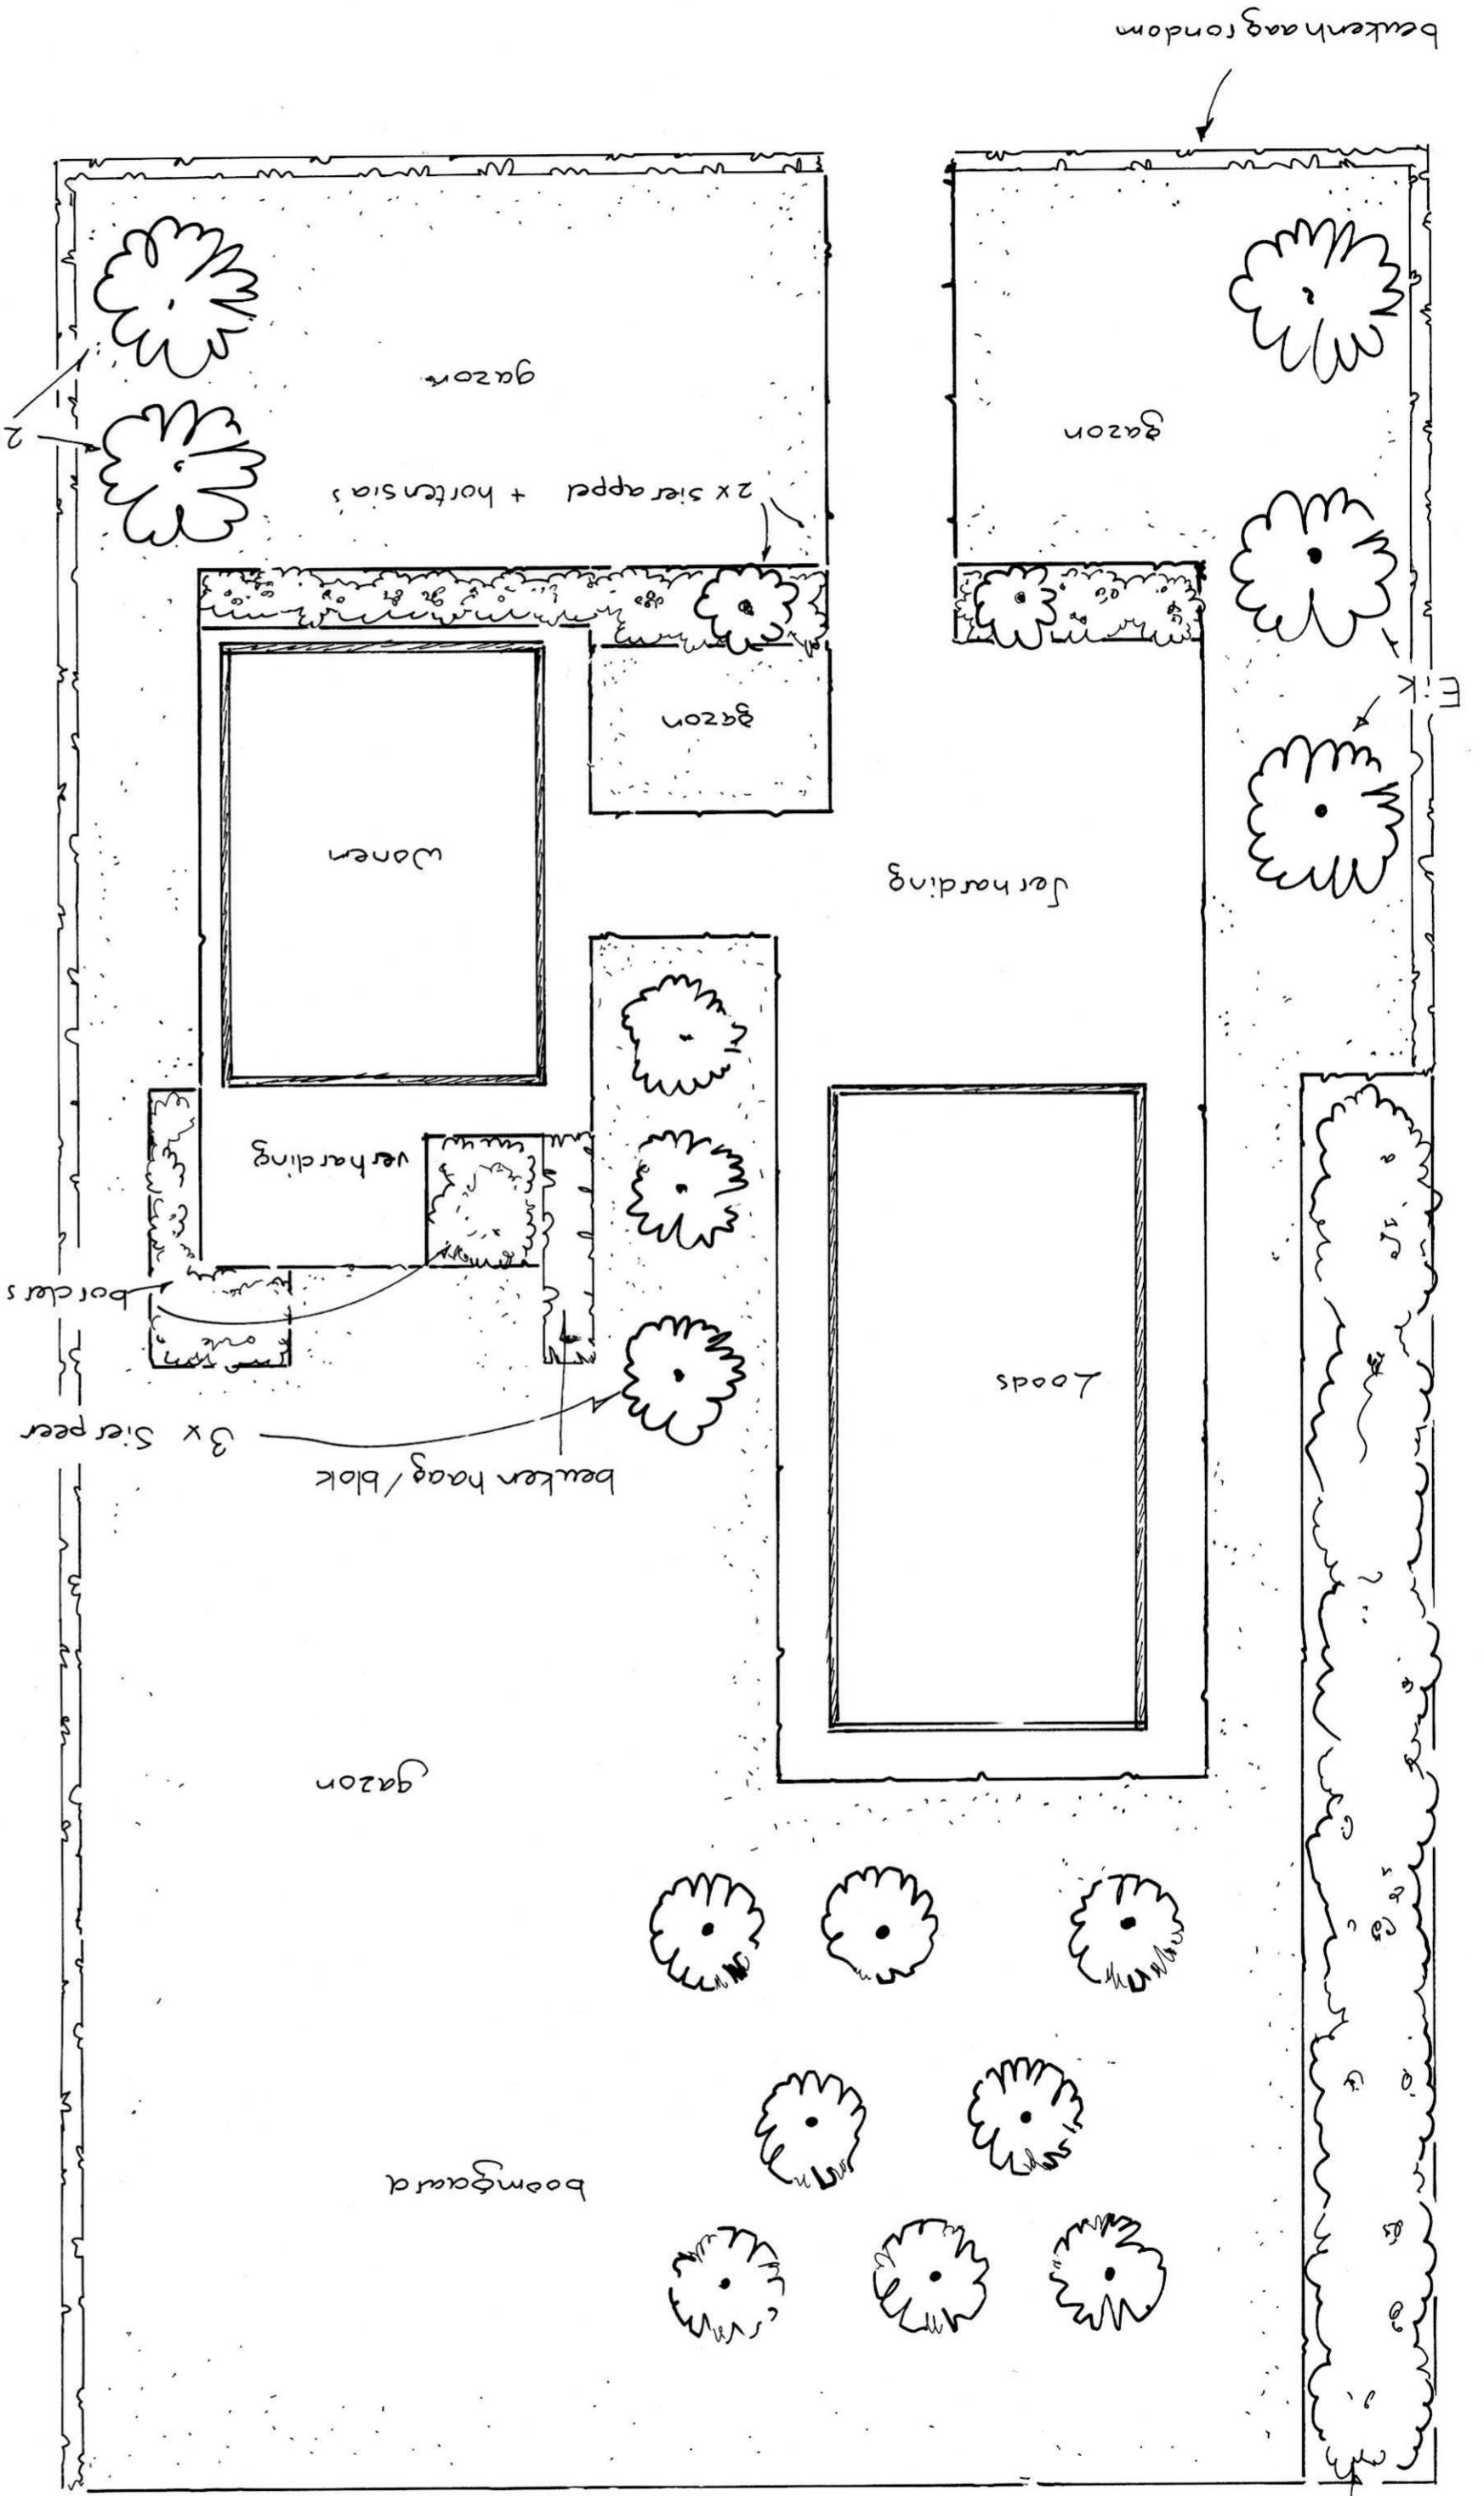 boomgaard
gazon
beuken haag/blok
3x Sierpeer
Loods
borders
verharding
Verharding
Wonen
gazon
EiK
2x sierappel + hortensia's
2
gazon
gazon
beukenhaag rondom